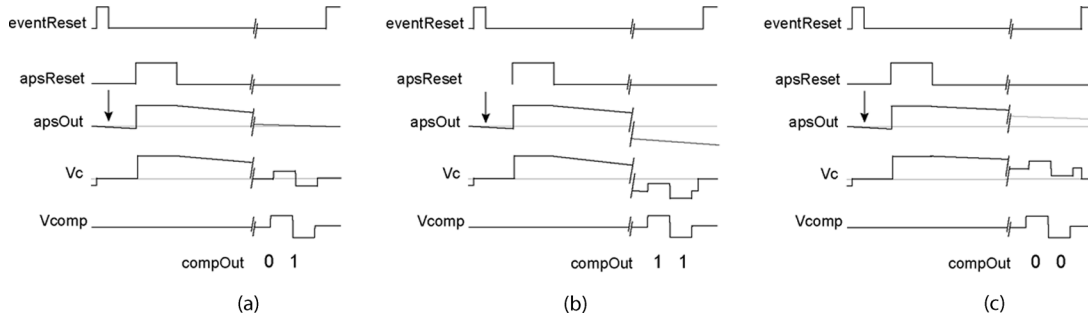 eventReset
apsReset
apsOut
Vc
Vcomp
compOut 0 1
(a)
eventReset
apsReset
apsOut
Vc
Vcomp
compOut 1 1
(b)
eventReset
apsReset
apsOut
Vc
Vcomp
compOut 0 0
(c)